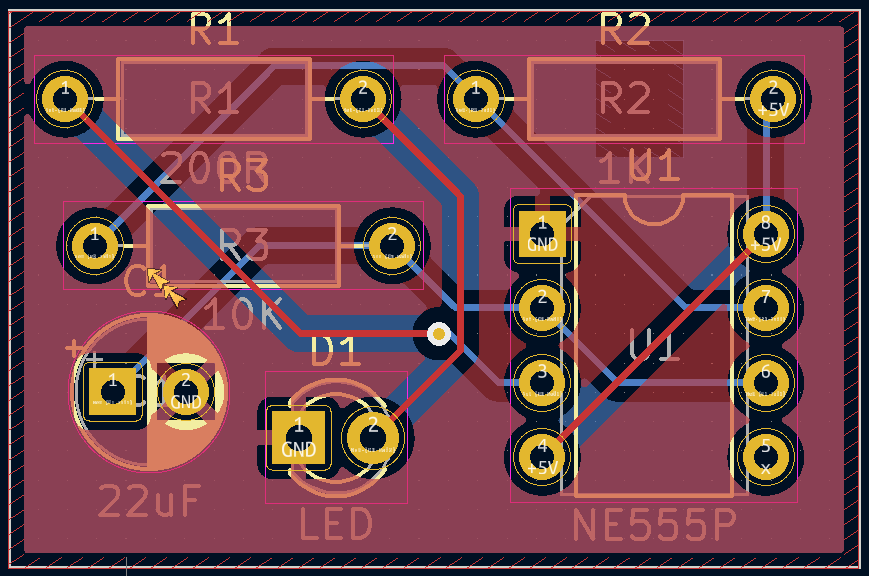 R1
R2
1
R1
2
1
R2
2
+5V
200R
1K
R3
U1
1
R3
2
1
GND
8
+5V
C1
10K
2
7
D1
U1
+
+
1
2
GND
3
6
1
GND
2
4
+5V
5
x
22uF
LED
NE555P